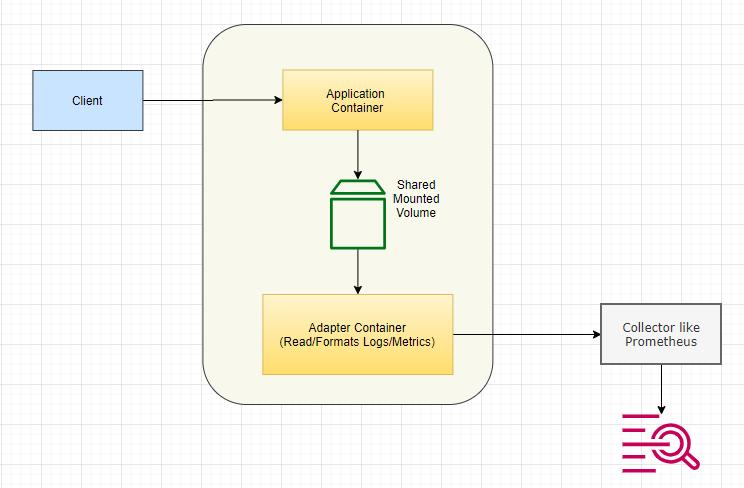 Client
Application
Container
Shared
Mounted
Volume
Adapter Container
(Read/Formats Logs/Metrics)
Collector like
Prometheus